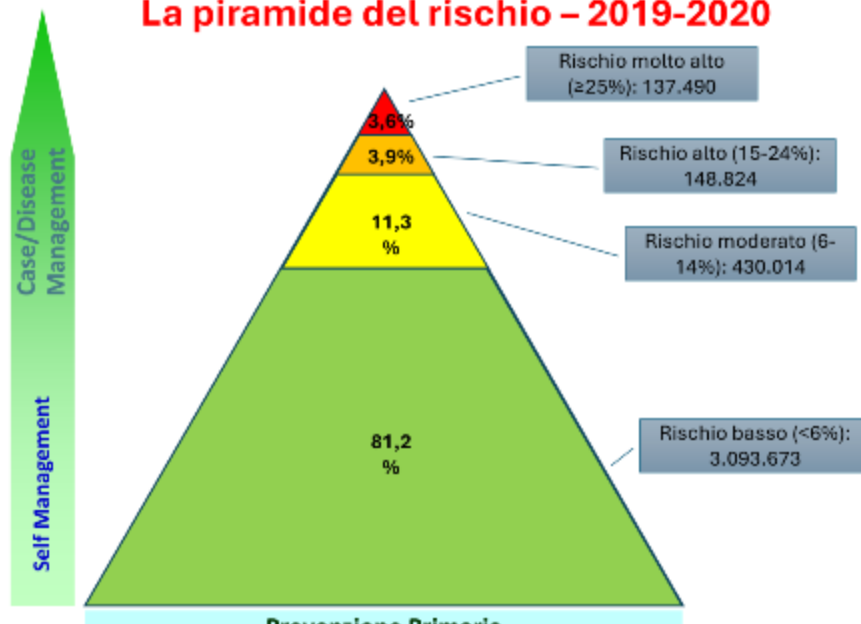 La piramide del rischio – 2019-2020
Rischio molto alto
(≥25%): 137.490
3,6%
Rischio alto (15-24%):
148.824
3,9%
Rischio moderato (6-
14%): 430.014
11,3
%
Case/Disease
Management
Rischio basso (<6%):
3.093.673
81,2
%
Self Management
Prevenzione Primaria